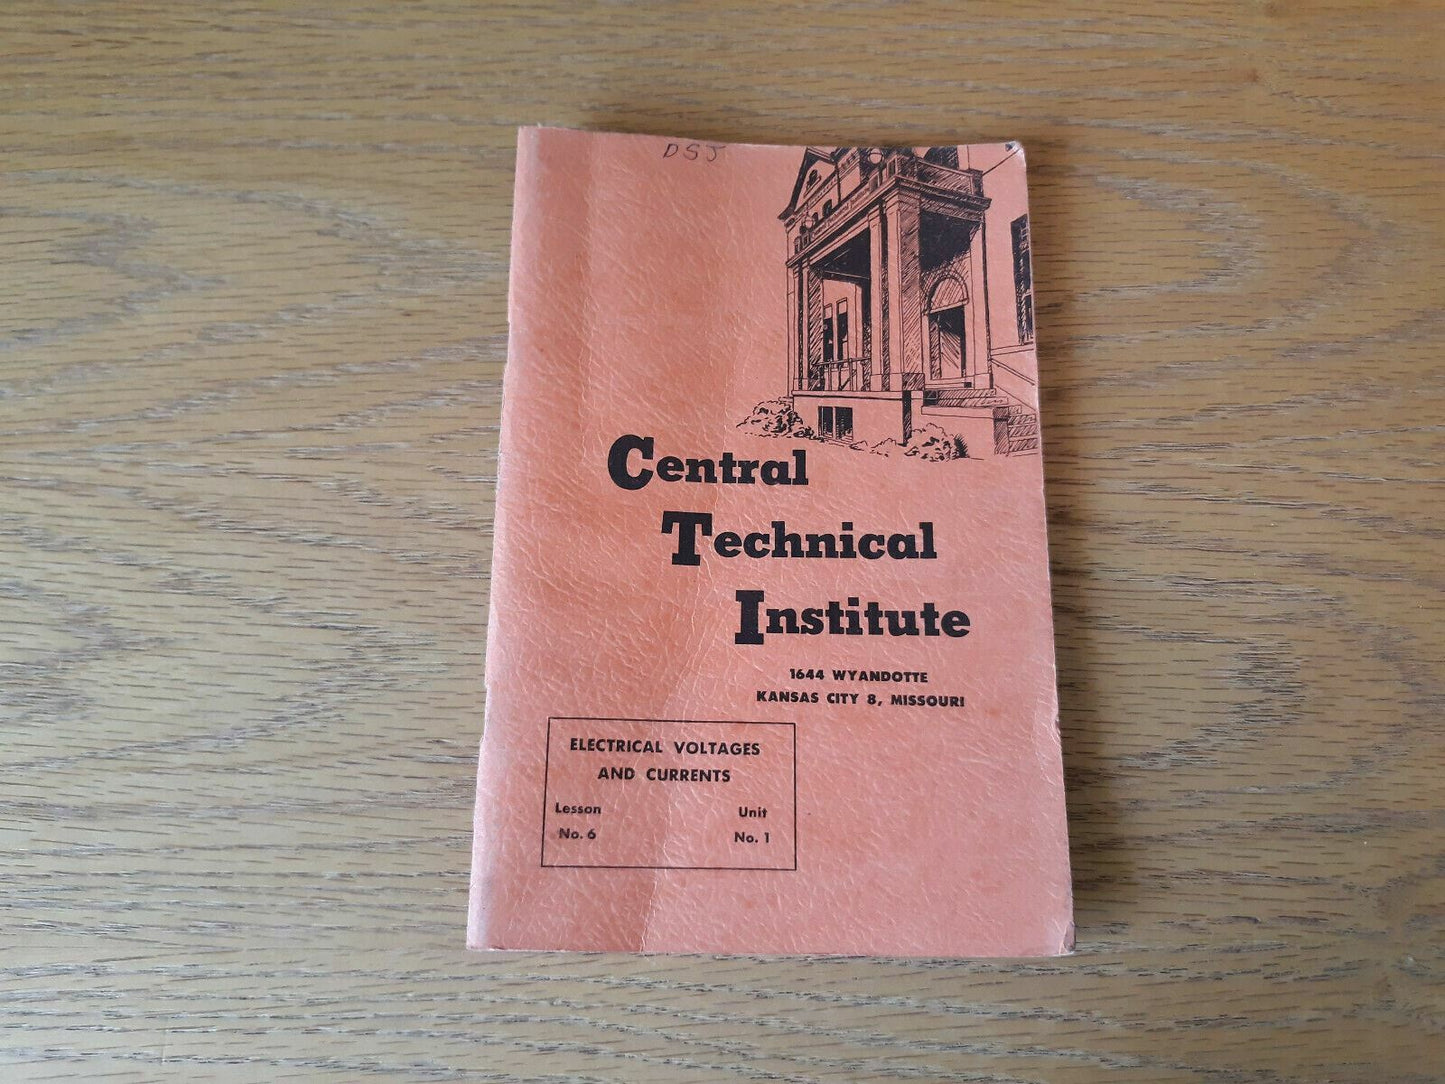 DSJ
Central
Technical
Institute
1644 WYANDOTTE
KANSAS CITY 8, MISSOURI
ELECTRICAL VOLTAGES
AND CURRENTS
Lesson Unit
No. 6 No. 1